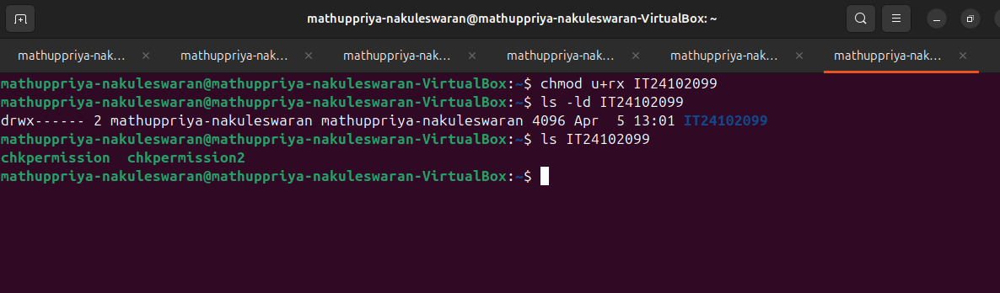 mathuppriya-nakuleswaran@mathuppriya-nakuleswaran-VirtualBox: ~
mathuppriya-nak... mathuppriya-nak... mathuppriya-nak... mathuppriya-nak... mathuppriya-nak... mathuppriya-nak...
mathuppriya-nakuleswaran@mathuppriya-nakuleswaran-VirtualBox:~$ chmod u+rx IT24102099
mathuppriya-nakuleswaran@mathuppriya-nakuleswaran-VirtualBox:~$ ls -ld IT24102099
drwx------ 2 mathuppriya-nakuleswaran mathuppriya-nakuleswaran 4096 Apr  5 13:01 IT24102099
mathuppriya-nakuleswaran@mathuppriya-nakuleswaran-VirtualBox:~$ ls IT24102099
chkpermission  chkpermission2
mathuppriya-nakuleswaran@mathuppriya-nakuleswaran-VirtualBox:~$